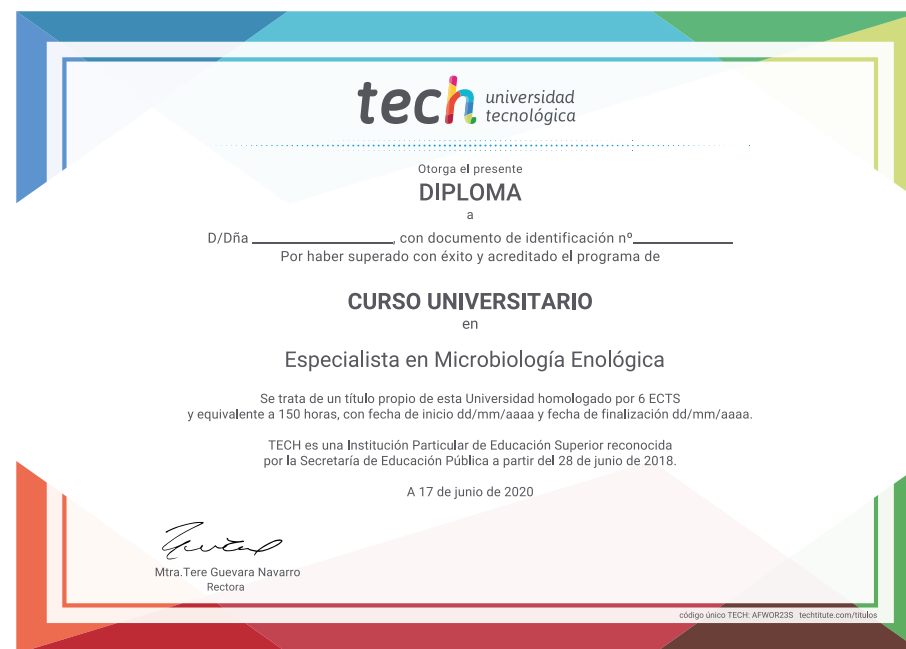 tech universidad
tecnológica
Otorga el presente
DIPLOMA
a
D/Dña ____________________, con documento de identificación nº______________
Por haber superado con éxito y acreditado el programa de
CURSO UNIVERSITARIO
en
Especialista en Microbiología Enológica
Se trata de un título propio de esta Universidad homologado por 6 ECTS
y equivalente a 150 horas, con fecha de inicio dd/mm/aaaa y fecha de finalización dd/mm/aaaa.
TECH es una Institución Particular de Educación Superior reconocida
por la Secretaría de Educación Pública a partir del 28 de junio de 2018.
A 17 de junio de 2020
Mtra.Tere Guevara Navarro
Rectora
código único TECH: AFWOR23S techtitute.com/titulos